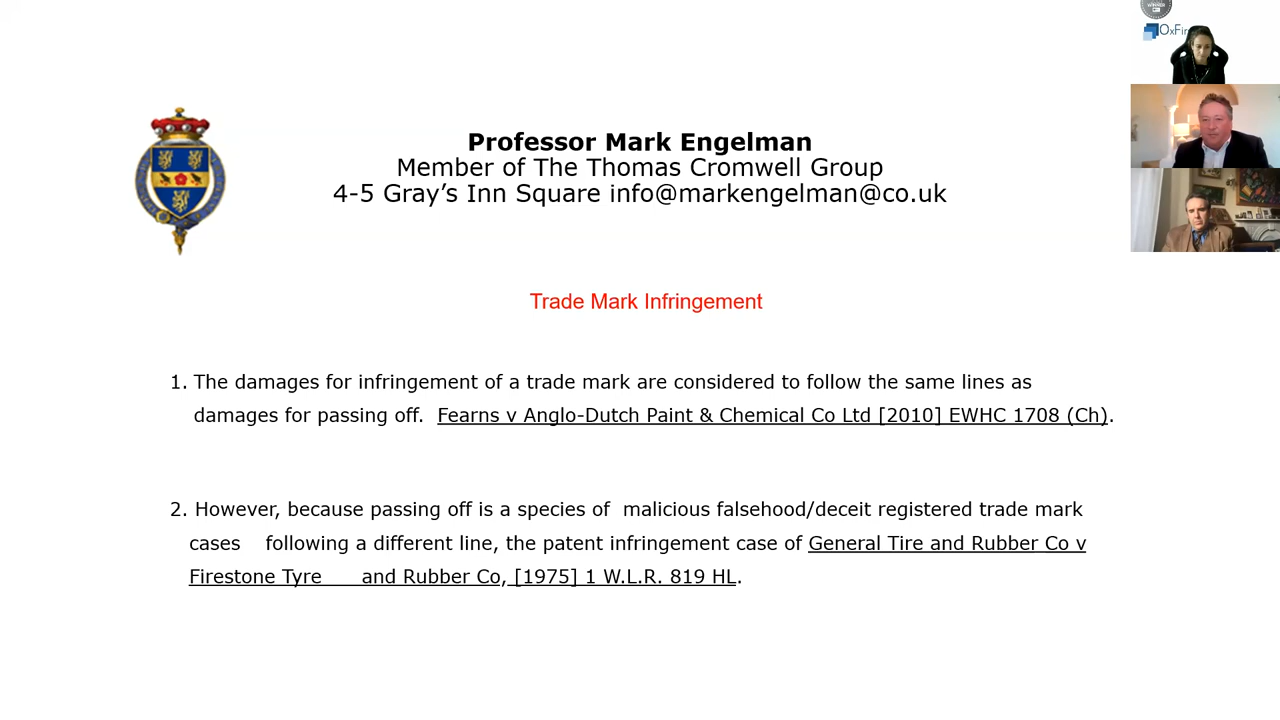 WINNER
OxFir
Professor Mark Engelman
Member of The Thomas Cromwell Group
4-5 Gray’s Inn Square info@markengelman@co.uk
Trade Mark Infringement
1. The damages for infringement of a trade mark are considered to follow the same lines as
damages for passing off. Fearns v Anglo-Dutch Paint & Chemical Co Ltd [2010] EWHC 1708 (Ch).
2. However, because passing off is a species of malicious falsehood/deceit registered trade mark
cases following a different line, the patent infringement case of General Tire and Rubber Co v
Firestone Tyre and Rubber Co, [1975] 1 W.L.R. 819 HL.